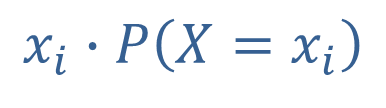 xᵢ · P(X = xᵢ)